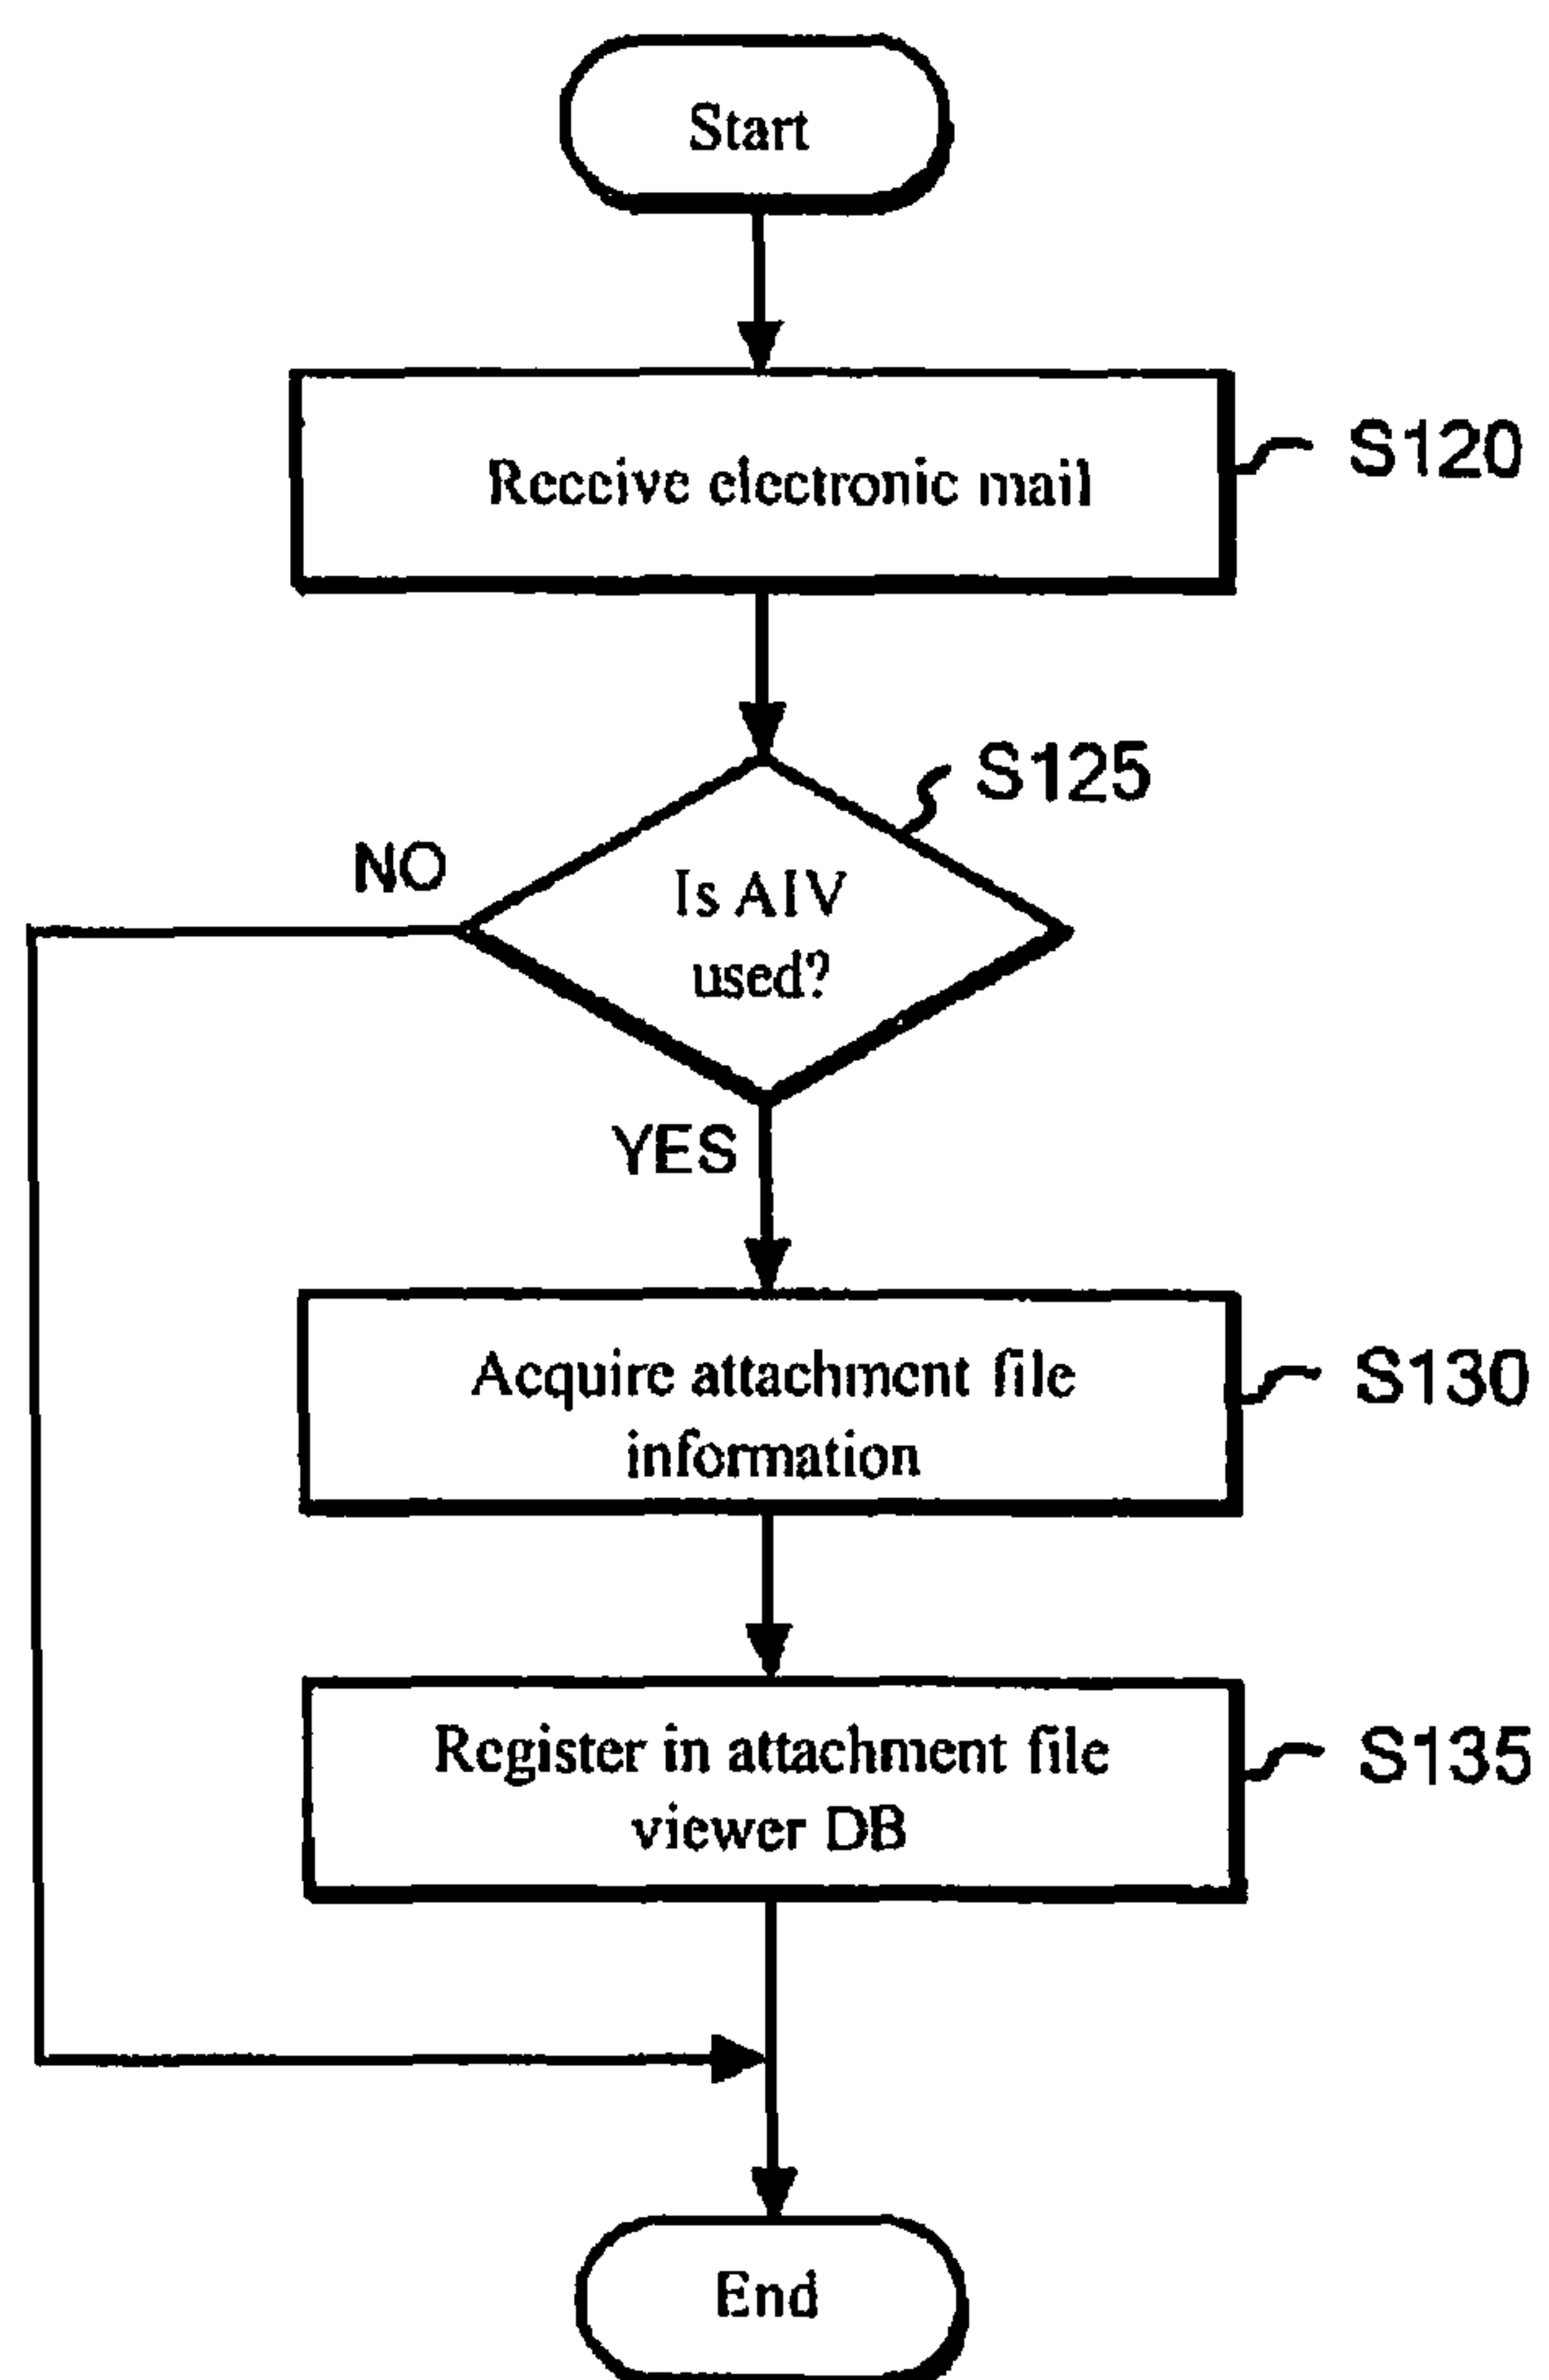 Start
Receive electronic mail
S120
S125
NO
Is AIV
used?
YES
Acquire attachment file
information
S130
Register in attachment file
viewer DB
S135
End